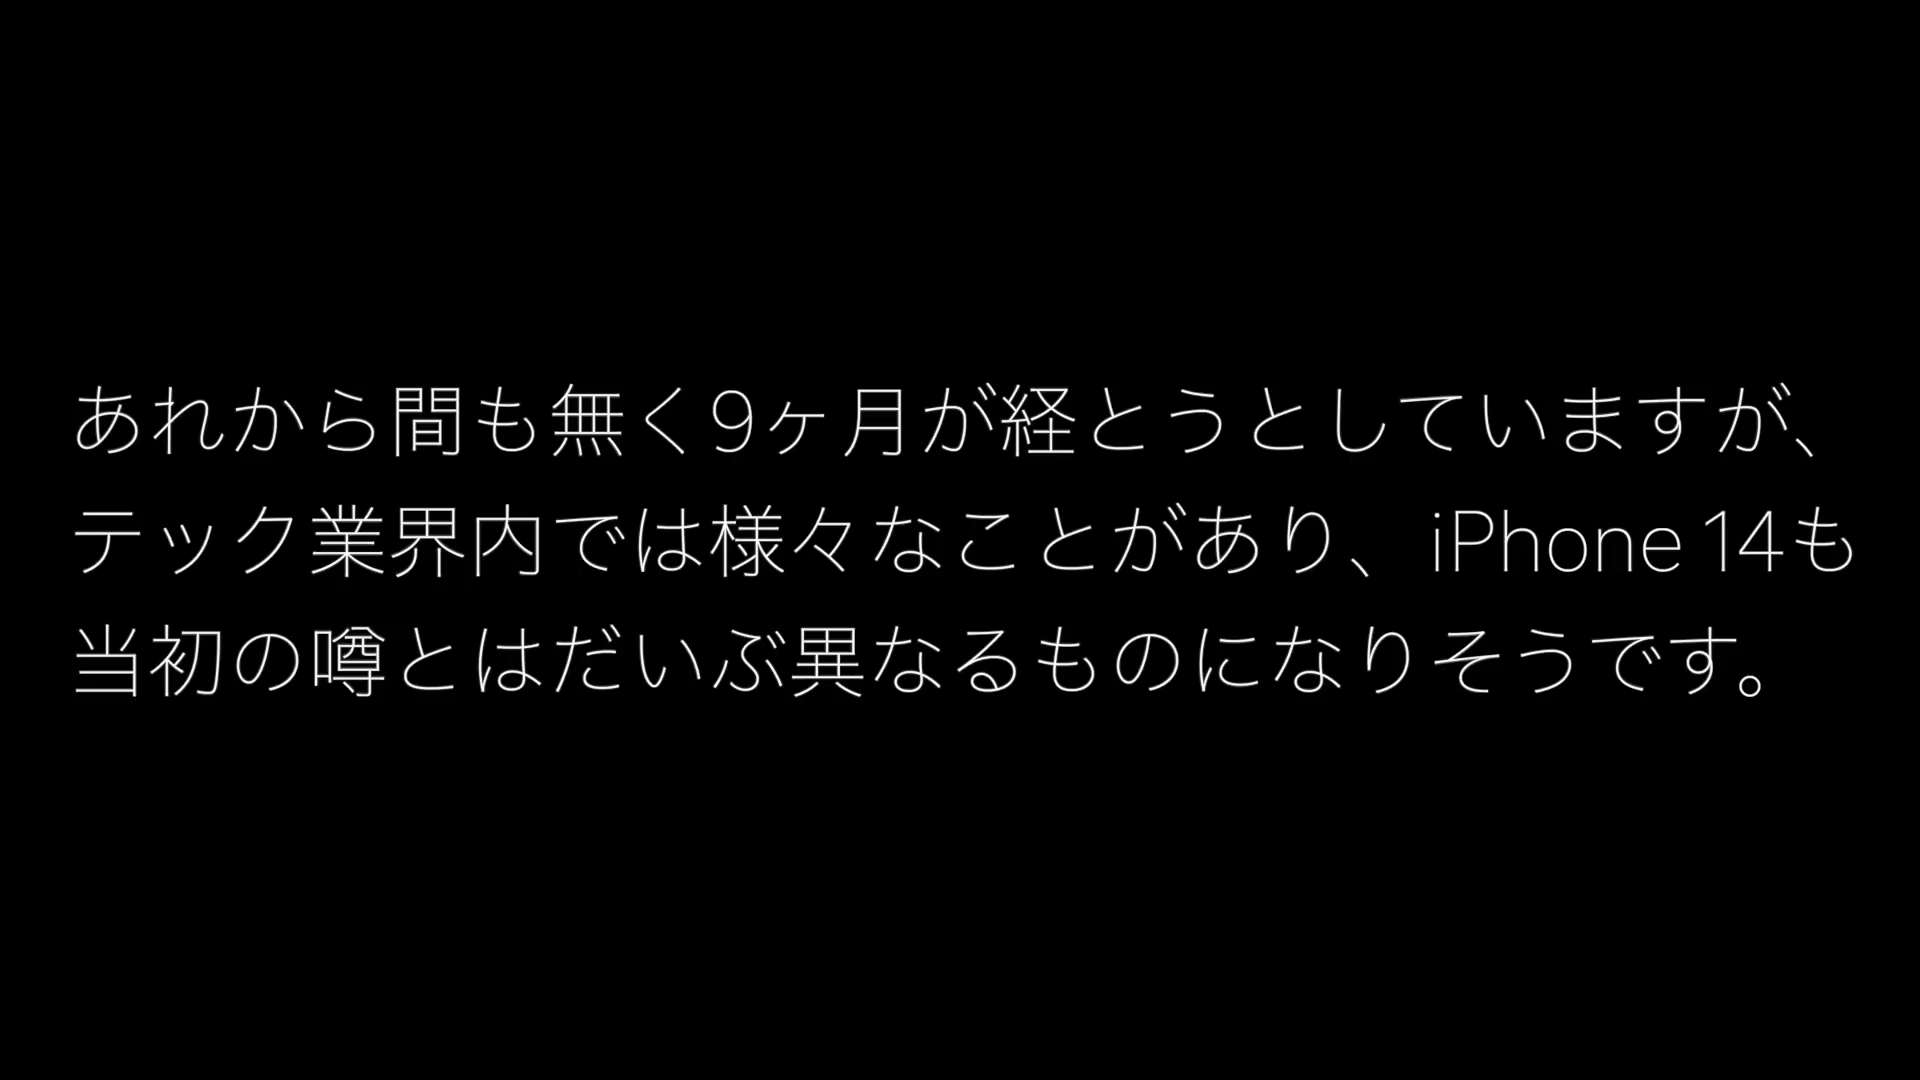 あれから間も無く9ヶ月が経とうとしていますが、
テック業界内では様々なことがあり、iPhone 14も
当初の噂とはだいぶ異なるものになりそうです。